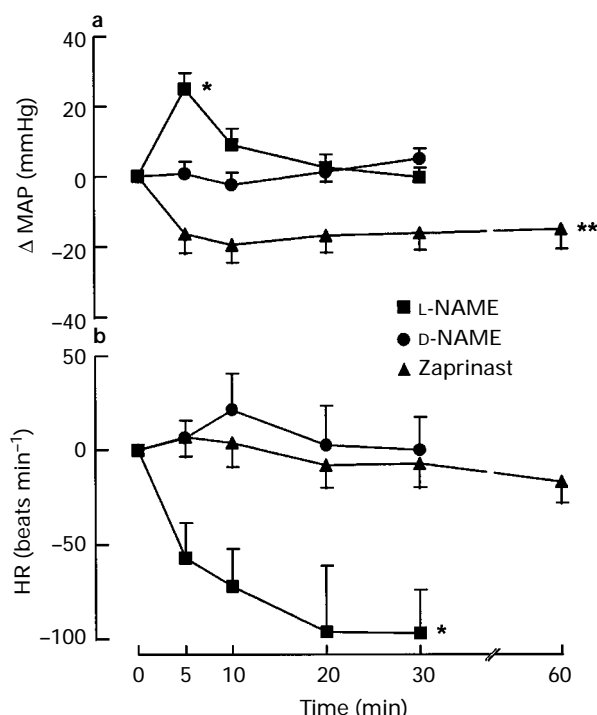 a
40
20
0
−20
−40
Δ MAP (mmHg)
*
**
■ L-NAME
● D-NAME
▲ Zaprinast
b
50
0
−50
−100
HR (beats min⁻¹)
*
0 5 10 20 30 60
Time (min)